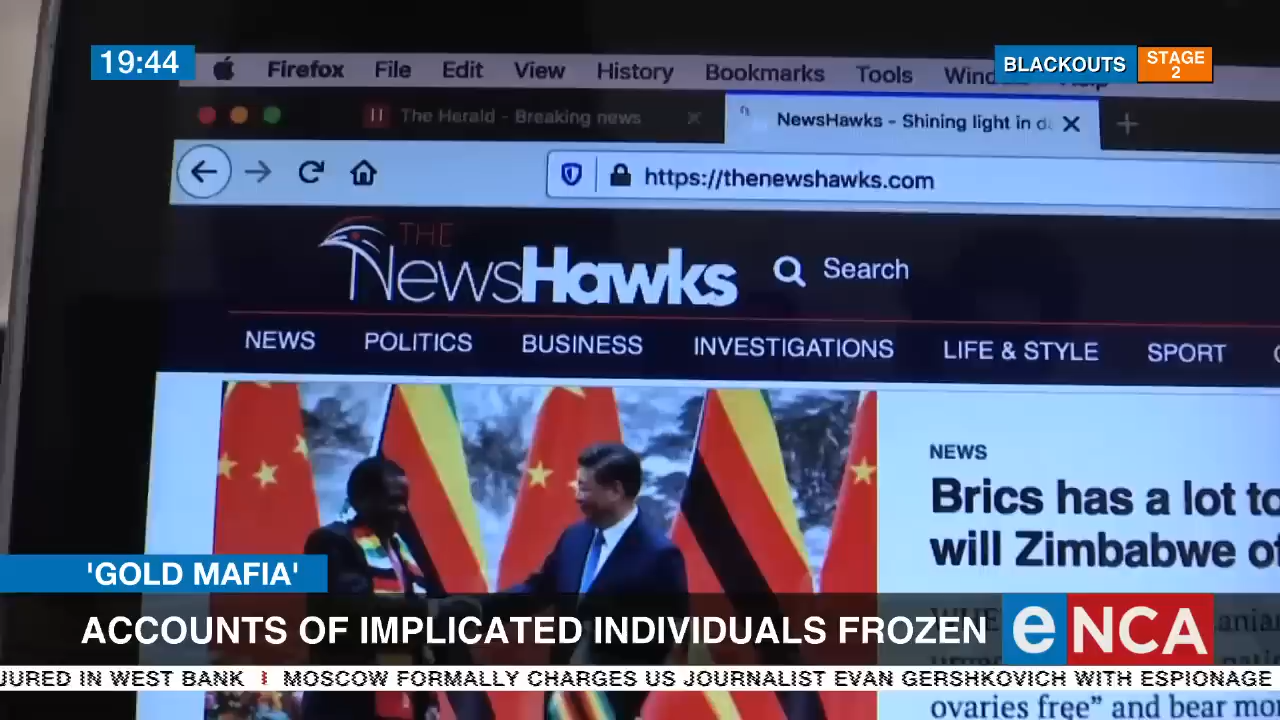 19:44
BLACKOUTS
STAGE
2
Firefox File Edit View History Bookmarks Tools
The Herald - Breaking news
NewsHawks - Shining light in
https://thenewshawks.com
THE
NewsHawks
Search
NEWS POLITICS BUSINESS INVESTIGATIONS LIFE & STYLE SPORT
NEWS
Brics has a lot to
will Zimbabwe
'GOLD MAFIA'
ACCOUNTS OF IMPLICATED INDIVIDUALS FROZEN
eNCA
IN WEST BANK MOSCOW FORMALLY CHARGES US JOURNALIST EVAN GERSHKOVICH WITH ESPIONAGE
ovaries free” and bear